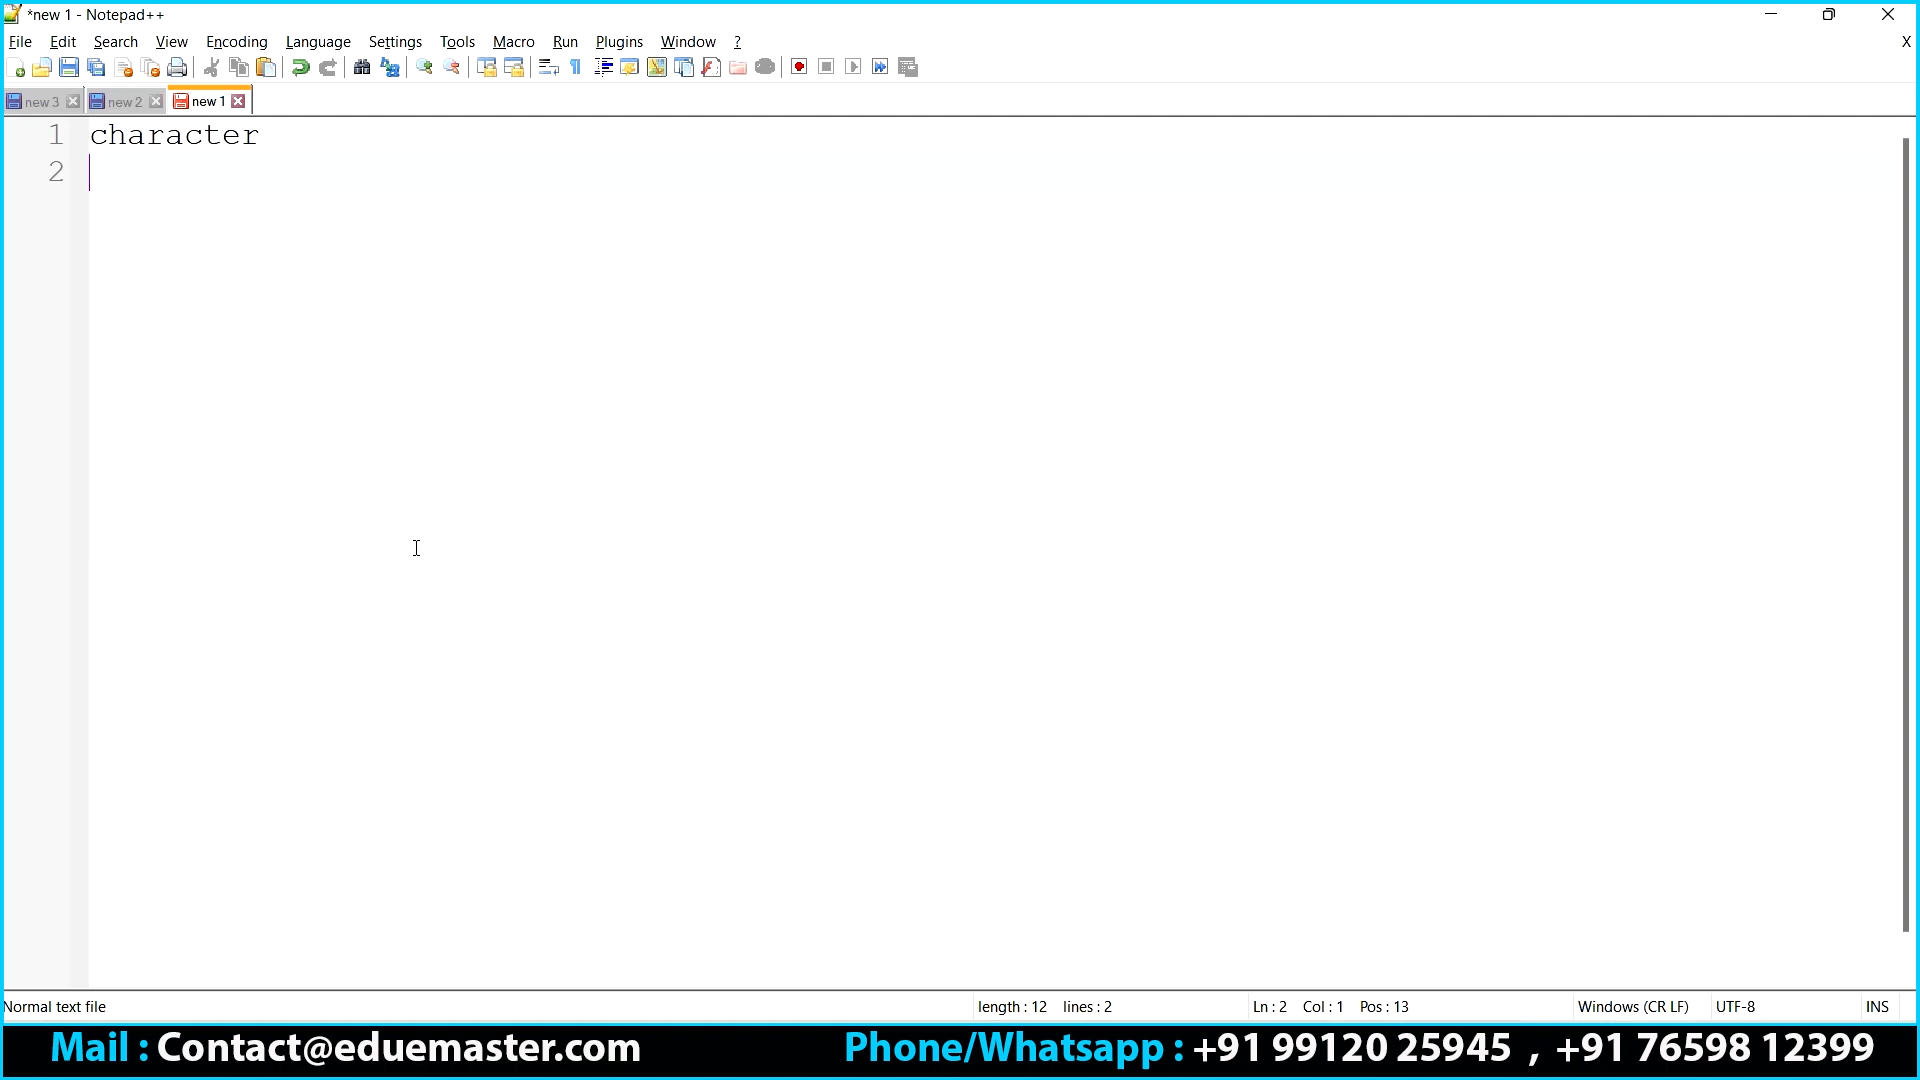 *new 1 - Notepad++
File Edit Search View Encoding Language Settings Tools Macro Run Plugins Window ?
X
new 3 new 2 new 1
1 character
2
Normal text file length : 12 lines : 2 Ln : 2 Col : 1 Pos : 13 Windows (CR LF) UTF-8 INS
Mail : Contact@eduemaster.com Phone/Whatsapp : +91 99120 25945 , +91 76598 12399